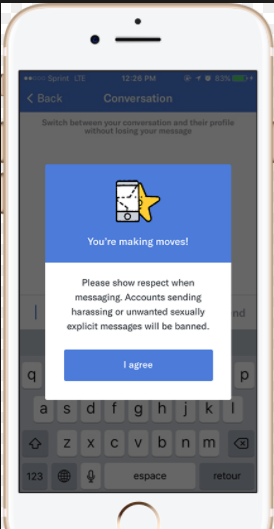 Sprint LTE 12:26 PM 83%
Back Conversation
Switch between your conversation and their profile
without losing your message
You're making moves!
Please show respect when
messaging. Accounts sending
harassing or unwanted sexually
explicit messages will be banned.
nd
I agree
q p
a s d f g h j k l
z x c v b n m
123 espace retour